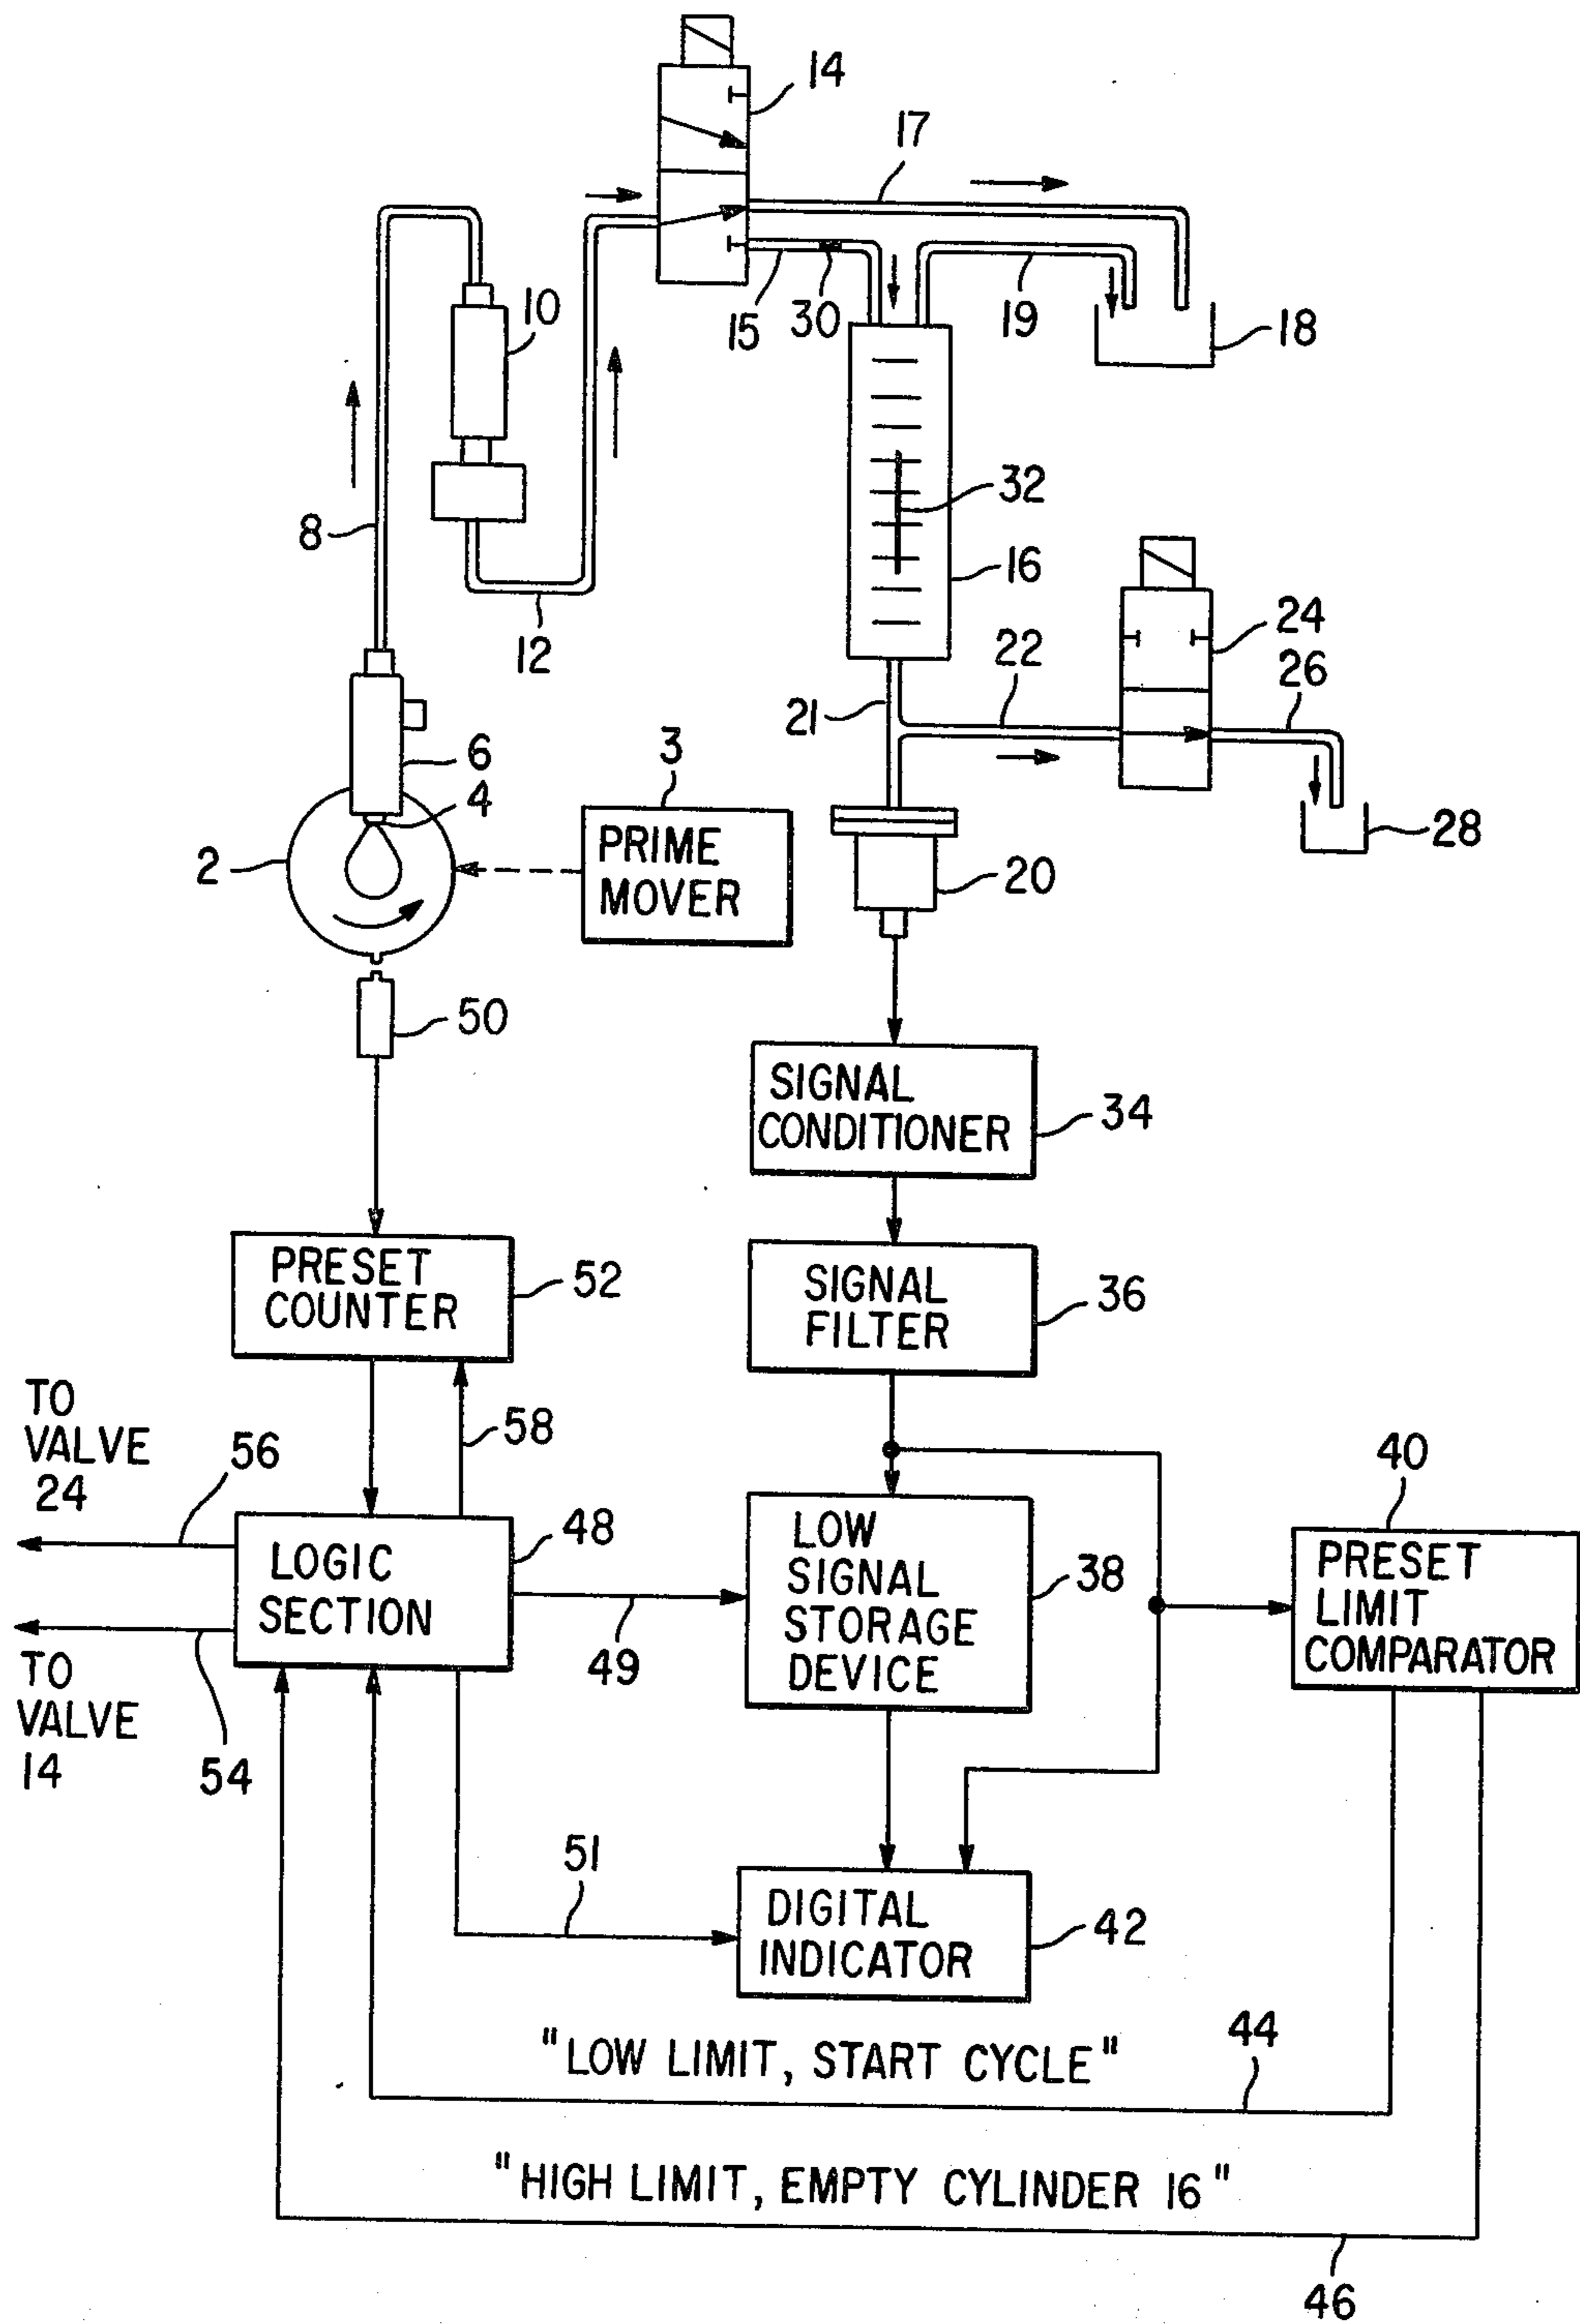 14
17
10
15
30
19
18
32
8
16
12
24
22
26
21
6
3
4
PRIME
MOVER
2
28
20
50
SIGNAL
CONDITIONER
34
PRESET
COUNTER
52
SIGNAL
FILTER
36
TO
VALVE
24
56
58
40
LOGIC
SECTION
48
LOW
SIGNAL
STORAGE
DEVICE
38
PRESET
LIMIT
COMPARATOR
49
TO
VALVE
14
54
51
DIGITAL
INDICATOR
42
"LOW LIMIT, START CYCLE"
44
"HIGH LIMIT, EMPTY CYLINDER 16"
46